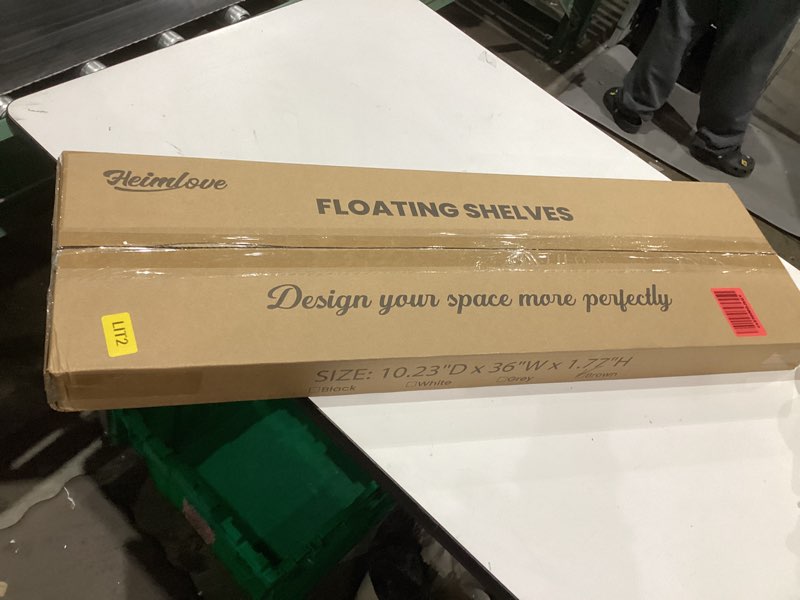 Heimlove
FLOATING SHELVES
Design your space more perfectly
LIT2
SIZE: 10.23"D x 36"W x 1.77"H
☐Black ☐White ☐Grey ☑Brown